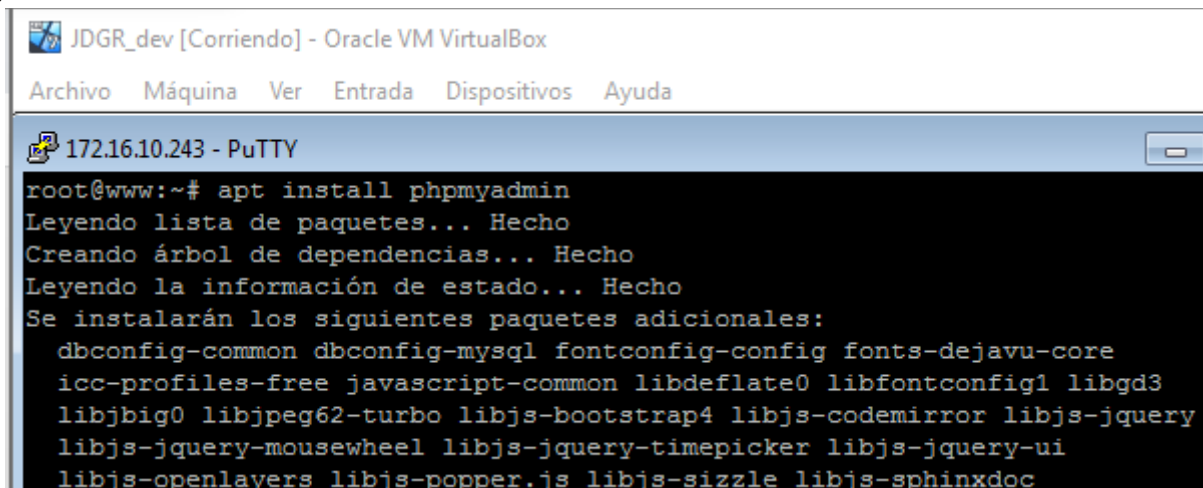 JDGR_dev [Corriendo] - Oracle VM VirtualBox
Archivo Máquina Ver Entrada Dispositivos Ayuda
172.16.10.243 - PuTTY
root@www:~# apt install phpmyadmin
Leyendo lista de paquetes... Hecho
Creando árbol de dependencias... Hecho
Leyendo la información de estado... Hecho
Se instalarán los siguientes paquetes adicionales:
dbconfig-common dbconfig-mysql fontconfig-config fonts-dejavu-core
icc-profiles-free javascript-common libdeflate0 libfontconfig1 libgd3
libjbig0 libjpeg62-turbo libjs-bootstrap4 libjs-codemirror libjs-jquery
libjs-jquery-mousewheel libjs-jquery-timepicker libjs-jquery-ui
libjs-openlayers libjs-popper.js libjs-sizzle libjs-sphinxdoc